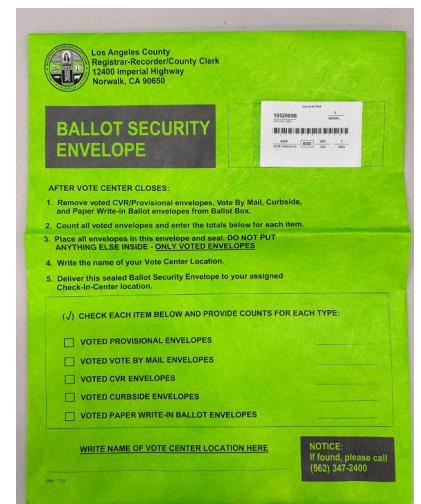 Los Angeles County
Registrar-Recorder/County Clerk
12400 Imperial Highway
Norwalk, CA 90650
1052009B
SERIAL
BSE
BALLOT SECURITY
ENVELOPE
AFTER VOTE CENTER CLOSES:
1. Remove voted CVR/Provisional envelopes, Vote By Mail, Curbside,
and Paper Write-in Ballot envelopes from Ballot Box.
2. Count all voted envelopes and enter the totals below for each item.
3. Place all envelopes in this envelope and seal. DO NOT PUT
ANYTHING ELSE INSIDE - ONLY VOTED ENVELOPES
4. Write the name of your Vote Center Location.
5. Deliver this sealed Ballot Security Envelope to your assigned
Check-In-Center location.
(√) CHECK EACH ITEM BELOW AND PROVIDE COUNTS FOR EACH TYPE:
VOTED PROVISIONAL ENVELOPES
VOTED VOTE BY MAIL ENVELOPES
VOTED CVR ENVELOPES
VOTED CURBSIDE ENVELOPES
VOTED PAPER WRITE-IN BALLOT ENVELOPES
WRITE NAME OF VOTE CENTER LOCATION HERE
NOTICE:
If found, please call
(562) 347-2400